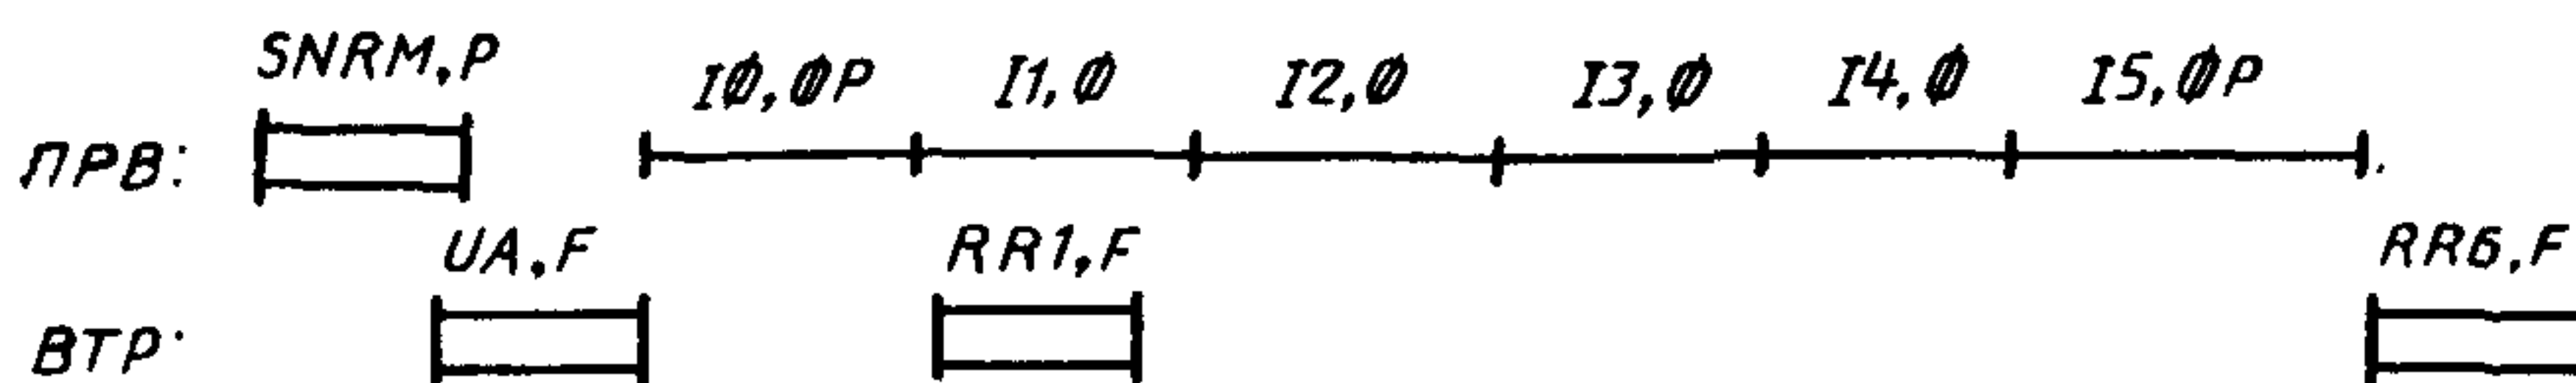 SNRM,P
I0,0P I1,0 I2,0 I3,0 I4,0 I5,0P
ПРВ:
UA,F RR1,F RR6,F
ВТР: